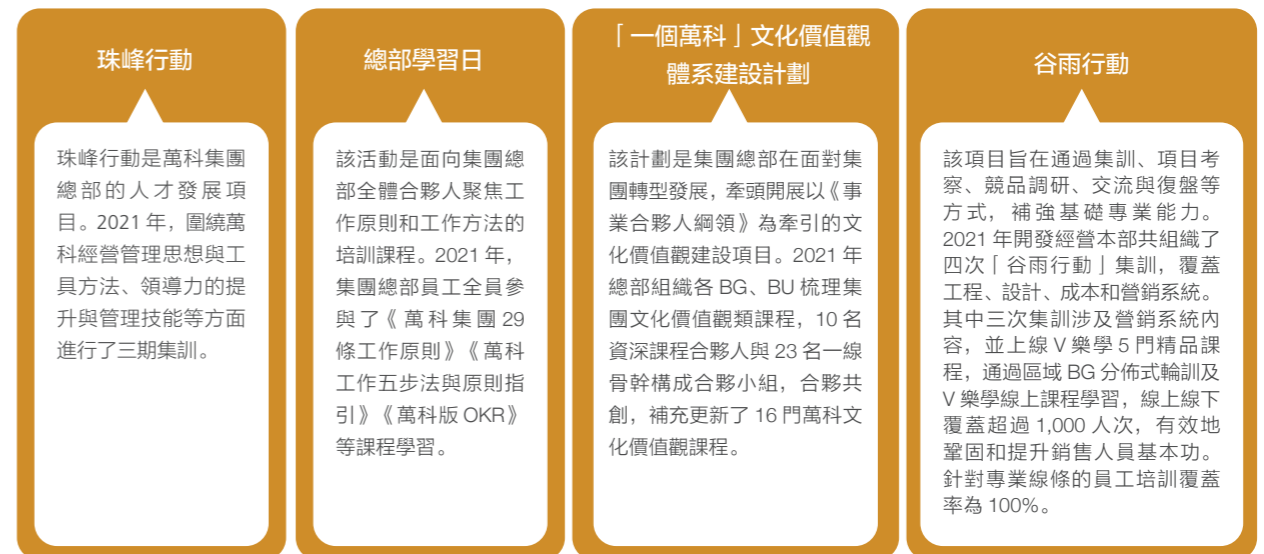 珠峰行動
珠峰行動是萬科集團
總部的人才發展項
目。2021 年，圍繞萬
科經營管理思想與工
具方法、領導力的提
升與管理技能等方面
進行了三期集訓。
總部學習日
該活動是面向集團總
部全體合夥人聚焦工
作原則和工作方法的
培訓課程。2021 年，
集團總部員工全員參
與了《萬科集團 29
條工作原則》《萬科
工作五步法與原則指
引》《萬科版 OKR》
等課程學習。
「一個萬科」文化價值觀
體系建設計劃
該計劃是集團總部在面對集
團轉型發展，牽頭開展以《事
業合夥人綱領》為牽引的文
化價值觀建設項目。2021 年
總部組織各 BG、BU 梳理集
團文化價值觀類課程，10 名
資深課程合夥人與 23 名一線
骨幹構成合夥小組，合夥共
創，補充更新了 16 門萬科文
化價值觀課程。
谷雨行動
該項目旨在通過集訓、項目考
察、競品調研、交流與復盤等
方式，補強基礎專業能力。
2021 年開發經營本部共組織了
四次「谷雨行動」集訓，覆蓋
工程、設計、成本和營銷系統。
其中三次集訓涉及營銷系統內
容，並上線 V 樂學 5 門精品課
程，通過區域 BG 分佈式輪訓及
V 樂學線上課程學習，線上線下
覆蓋超過 1,000 人次，有效地
鞏固和提升銷售人員基本功。
針對專業線條的員工培訓覆蓋
率為 100%。